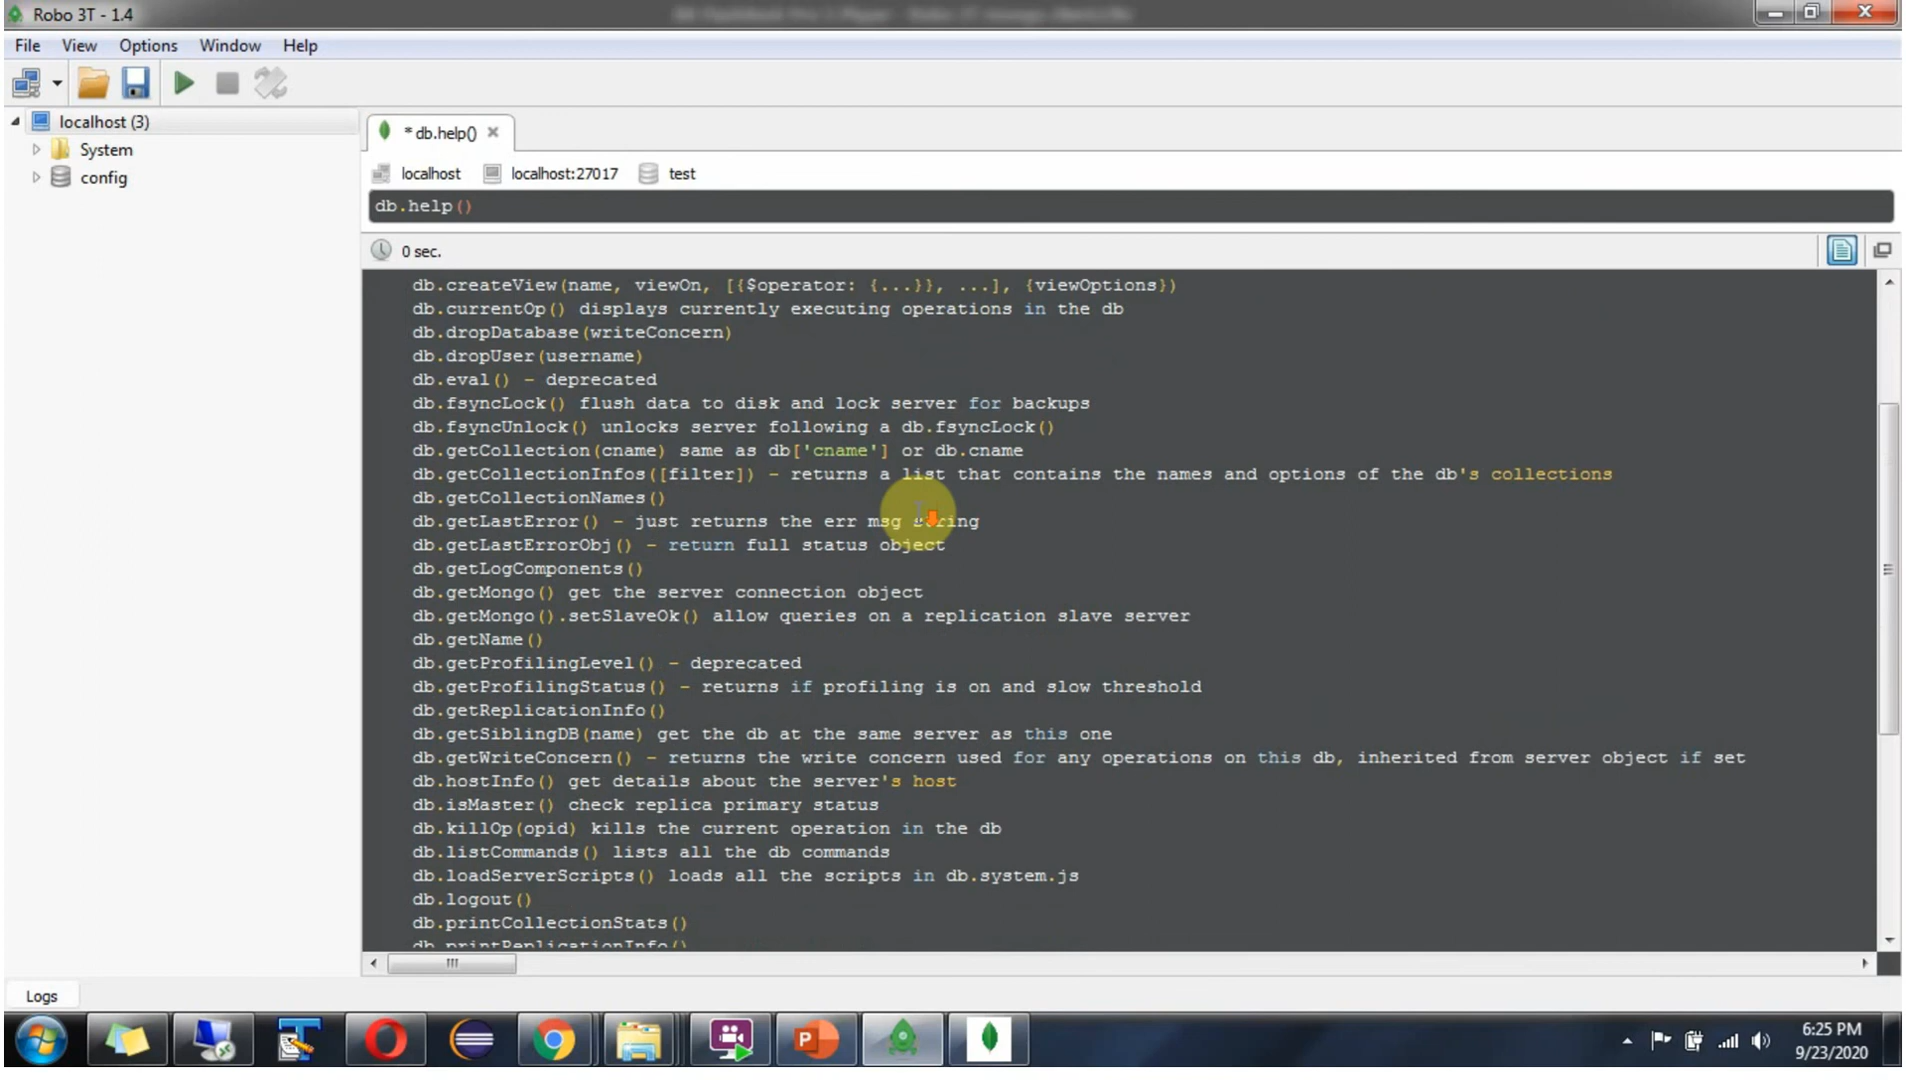 Robo 3T - 1.4
File View Options Window Help
localhost (3)
System
config
* db.help()
localhost localhost:27017 test
db.help()
0 sec.
db.createView(name, viewOn, [{$operator: {...}}, ...], {viewOptions})
db.currentOp() displays currently executing operations in the db
db.dropDatabase(writeConcern)
db.dropUser(username)
db.eval() - deprecated
db.fsyncLock() flush data to disk and lock server for backups
db.fsyncUnlock() unlocks server following a db.fsyncLock()
db.getCollection(cname) same as db['cname'] or db.cname
db.getCollectionInfos([filter]) - returns a list that contains the names and options of the db's collections
db.getCollectionNames()
db.getLastError() - just returns the err msg string
db.getLastErrorObj() - return full status object
db.getLogComponents()
db.getMongo() get the server connection object
db.getMongo().setSlaveOk() allow queries on a replication slave server
db.getName()
db.getProfilingLevel() - deprecated
db.getProfilingStatus() - returns if profiling is on and slow threshold
db.getReplicationInfo()
db.getSiblingDB(name) get the db at the same server as this one
db.getWriteConcern() - returns the write concern used for any operations on this db, inherited from server object if set
db.hostInfo() get details about the server's host
db.isMaster() check replica primary status
db.killOp(opid) kills the current operation in the db
db.listCommands() lists all the db commands
db.loadServerScripts() loads all the scripts in db.system.js
db.logout()
db.printCollectionStats()
db.printReplicationInfo()
Logs
6:25 PM
9/23/2020